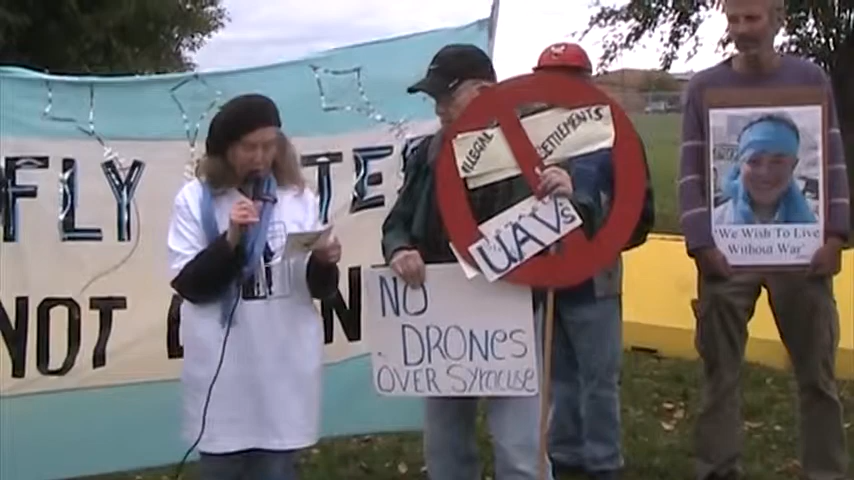 FLY
NOT
NO
DRONES
OVER SYRACUSE
ILLEGAL
SETTLEMENTS
UAVs
'We Wish To Live
Without War'